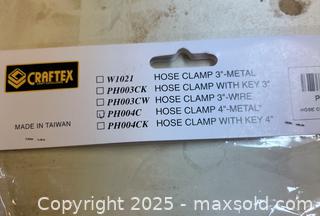 CRAFTEX
W1021 HOSE CLAMP 3"-METAL
PH003CK HOSE CLAMP WITH KEY 3"
PH003CW HOSE CLAMP 3"-WIRE
PH004C HOSE CLAMP 4"-METAL"
PH004CK HOSE CLAMP WITH KEY 4"
MADE IN TAIWAN
P
HOSE C
Copyright 2025 - maxsold.com